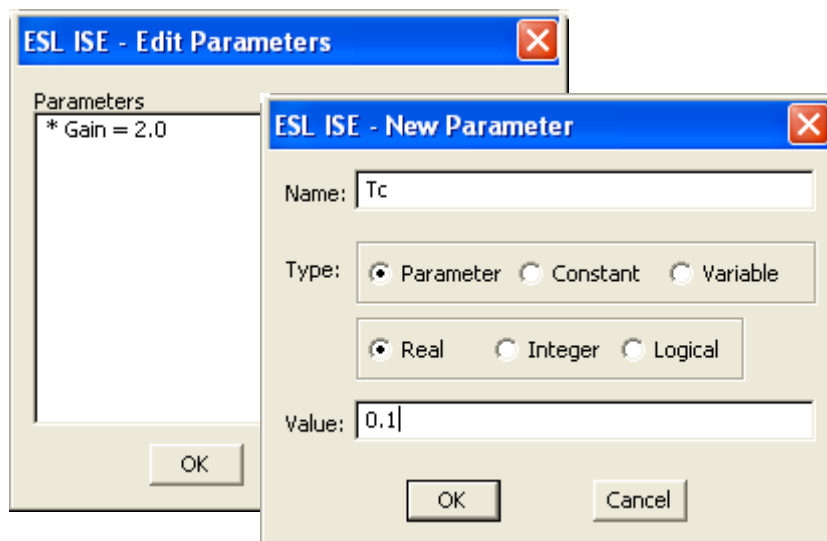 ESL ISE - Edit Parameters
Parameters
* Gain = 2.0
OK
ESL ISE - New Parameter
Name: Tc
Type: Parameter Constant Variable
Real Integer Logical
Value: 0.1
OK Cancel